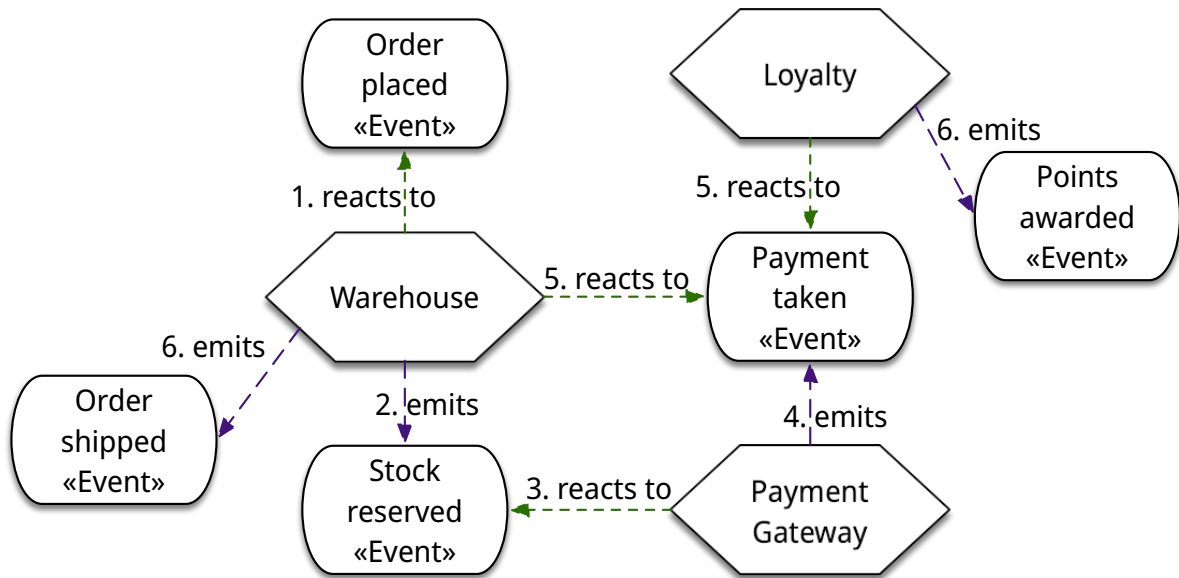 Order
placed
«Event»
Loyalty
6. emits
1. reacts to
5. reacts to
Points
awarded
«Event»
Warehouse
5. reacts to
Payment
taken
«Event»
6. emits
2. emits
4. emits
Order
shipped
«Event»
Stock
reserved
«Event»
3. reacts to
Payment
Gateway